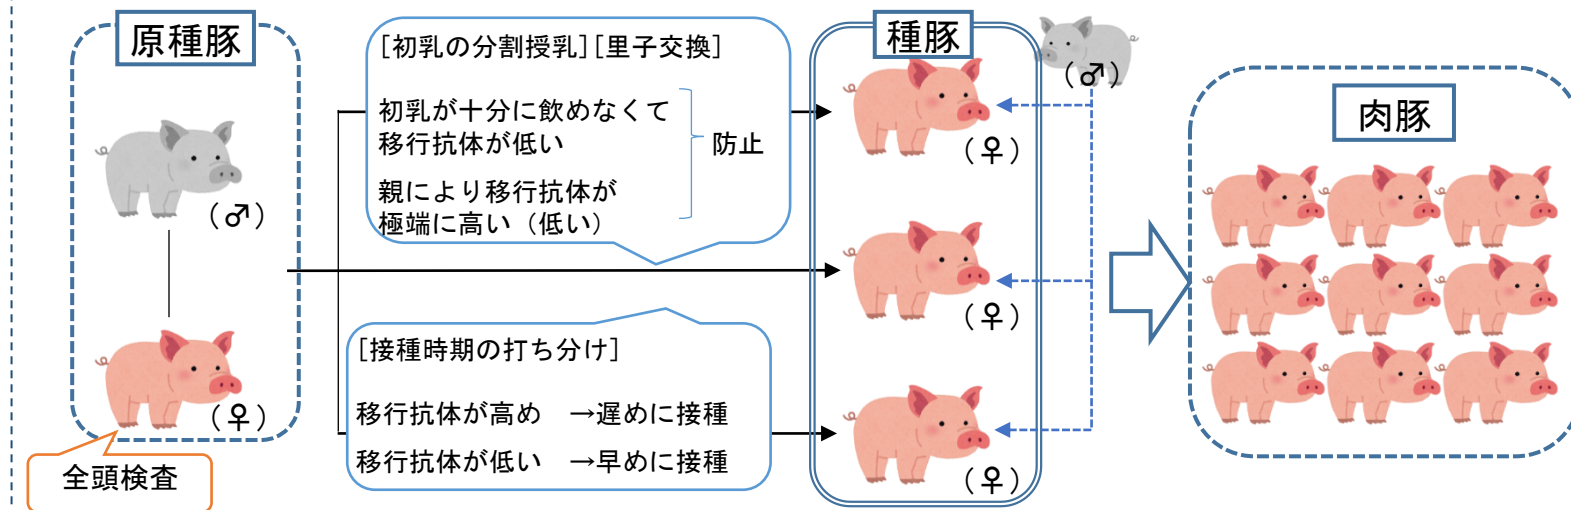 原種豚
(♂)
(♀)
全頭検査
[初乳の分割授乳][里子交換]
初乳が十分に飲めなくて
移行抗体が低い
親により移行抗体が
極端に高い(低い)
防止
[接種時期の打ち分け]
移行抗体が高め →遅めに接種
移行抗体が低い →早めに接種
種豚
(♂)
(♀)
(♀)
(♀)
肉豚